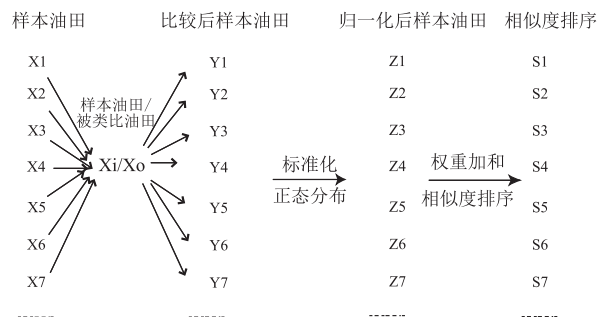 样本油田 比较后样本油田 归一化后样本油田 相似度排序
X1 Y1 Z1 S1
X2 Y2 Z2 S2
样本油田/
被类比油田
X3 Y3 Z3 S3
X4 Xi/Xo Y4 标准化 Z4 权重加和 S4
正态分布 相似度排序
X5 Y5 Z5 S5
X6 Y6 Z6 S6
X7 Y7 Z7 S7